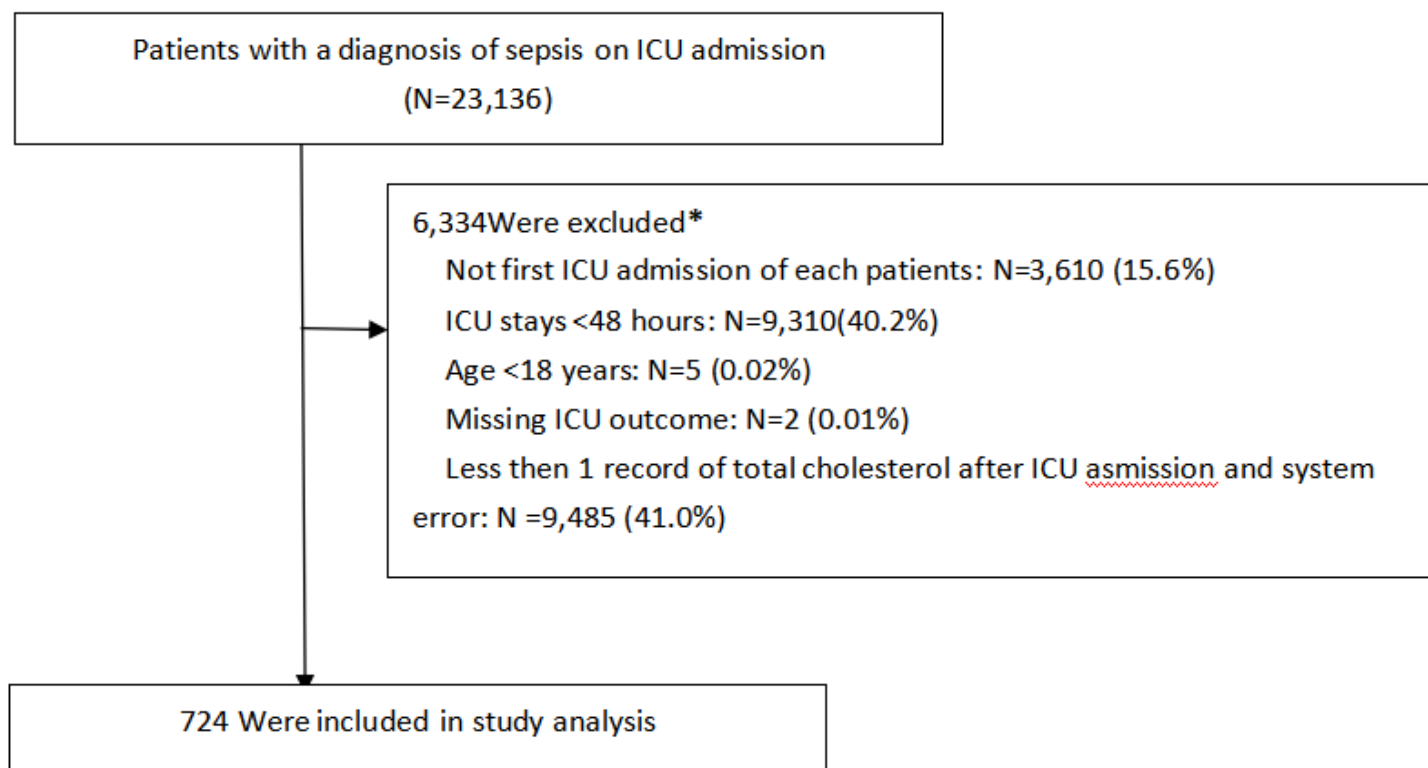 Patients with a diagnosis of sepsis on ICU admission
(N=23,136)
6,334Were excluded*
Not first ICU admission of each patients: N=3,610 (15.6%)
ICU stays <48 hours: N=9,310(40.2%)
Age <18 years: N=5 (0.02%)
Missing ICU outcome: N=2 (0.01%)
Less then 1 record of total cholesterol after ICU asmission and system
error: N =9,485 (41.0%)
724 Were included in study analysis